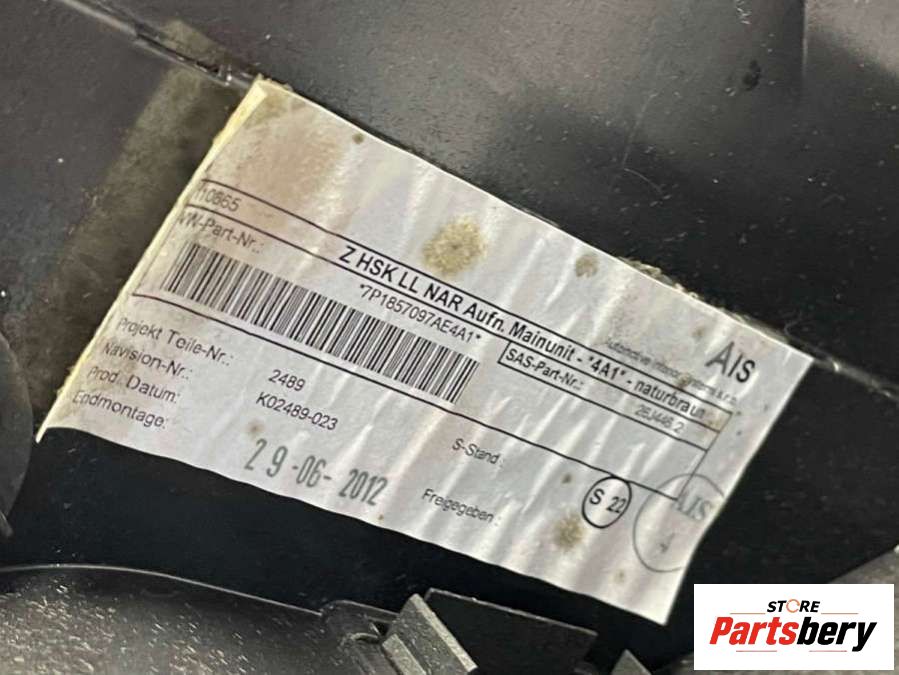 AIS
10865
Z HSK LL NAR Aufn. Mainunit - "4A1" - naturbraun
VW-Part-Nr.:
*7P1857097AE4A1*
SAS-Part-Nr.:
Projekt Teile-Nr.: 2489
Navision-Nr.: K02489-023
Prod. Datum:
Endmontage: 29-06-2012
S-Stand:
Freigegeben:
S 22
AIS
STORE
Partsbery